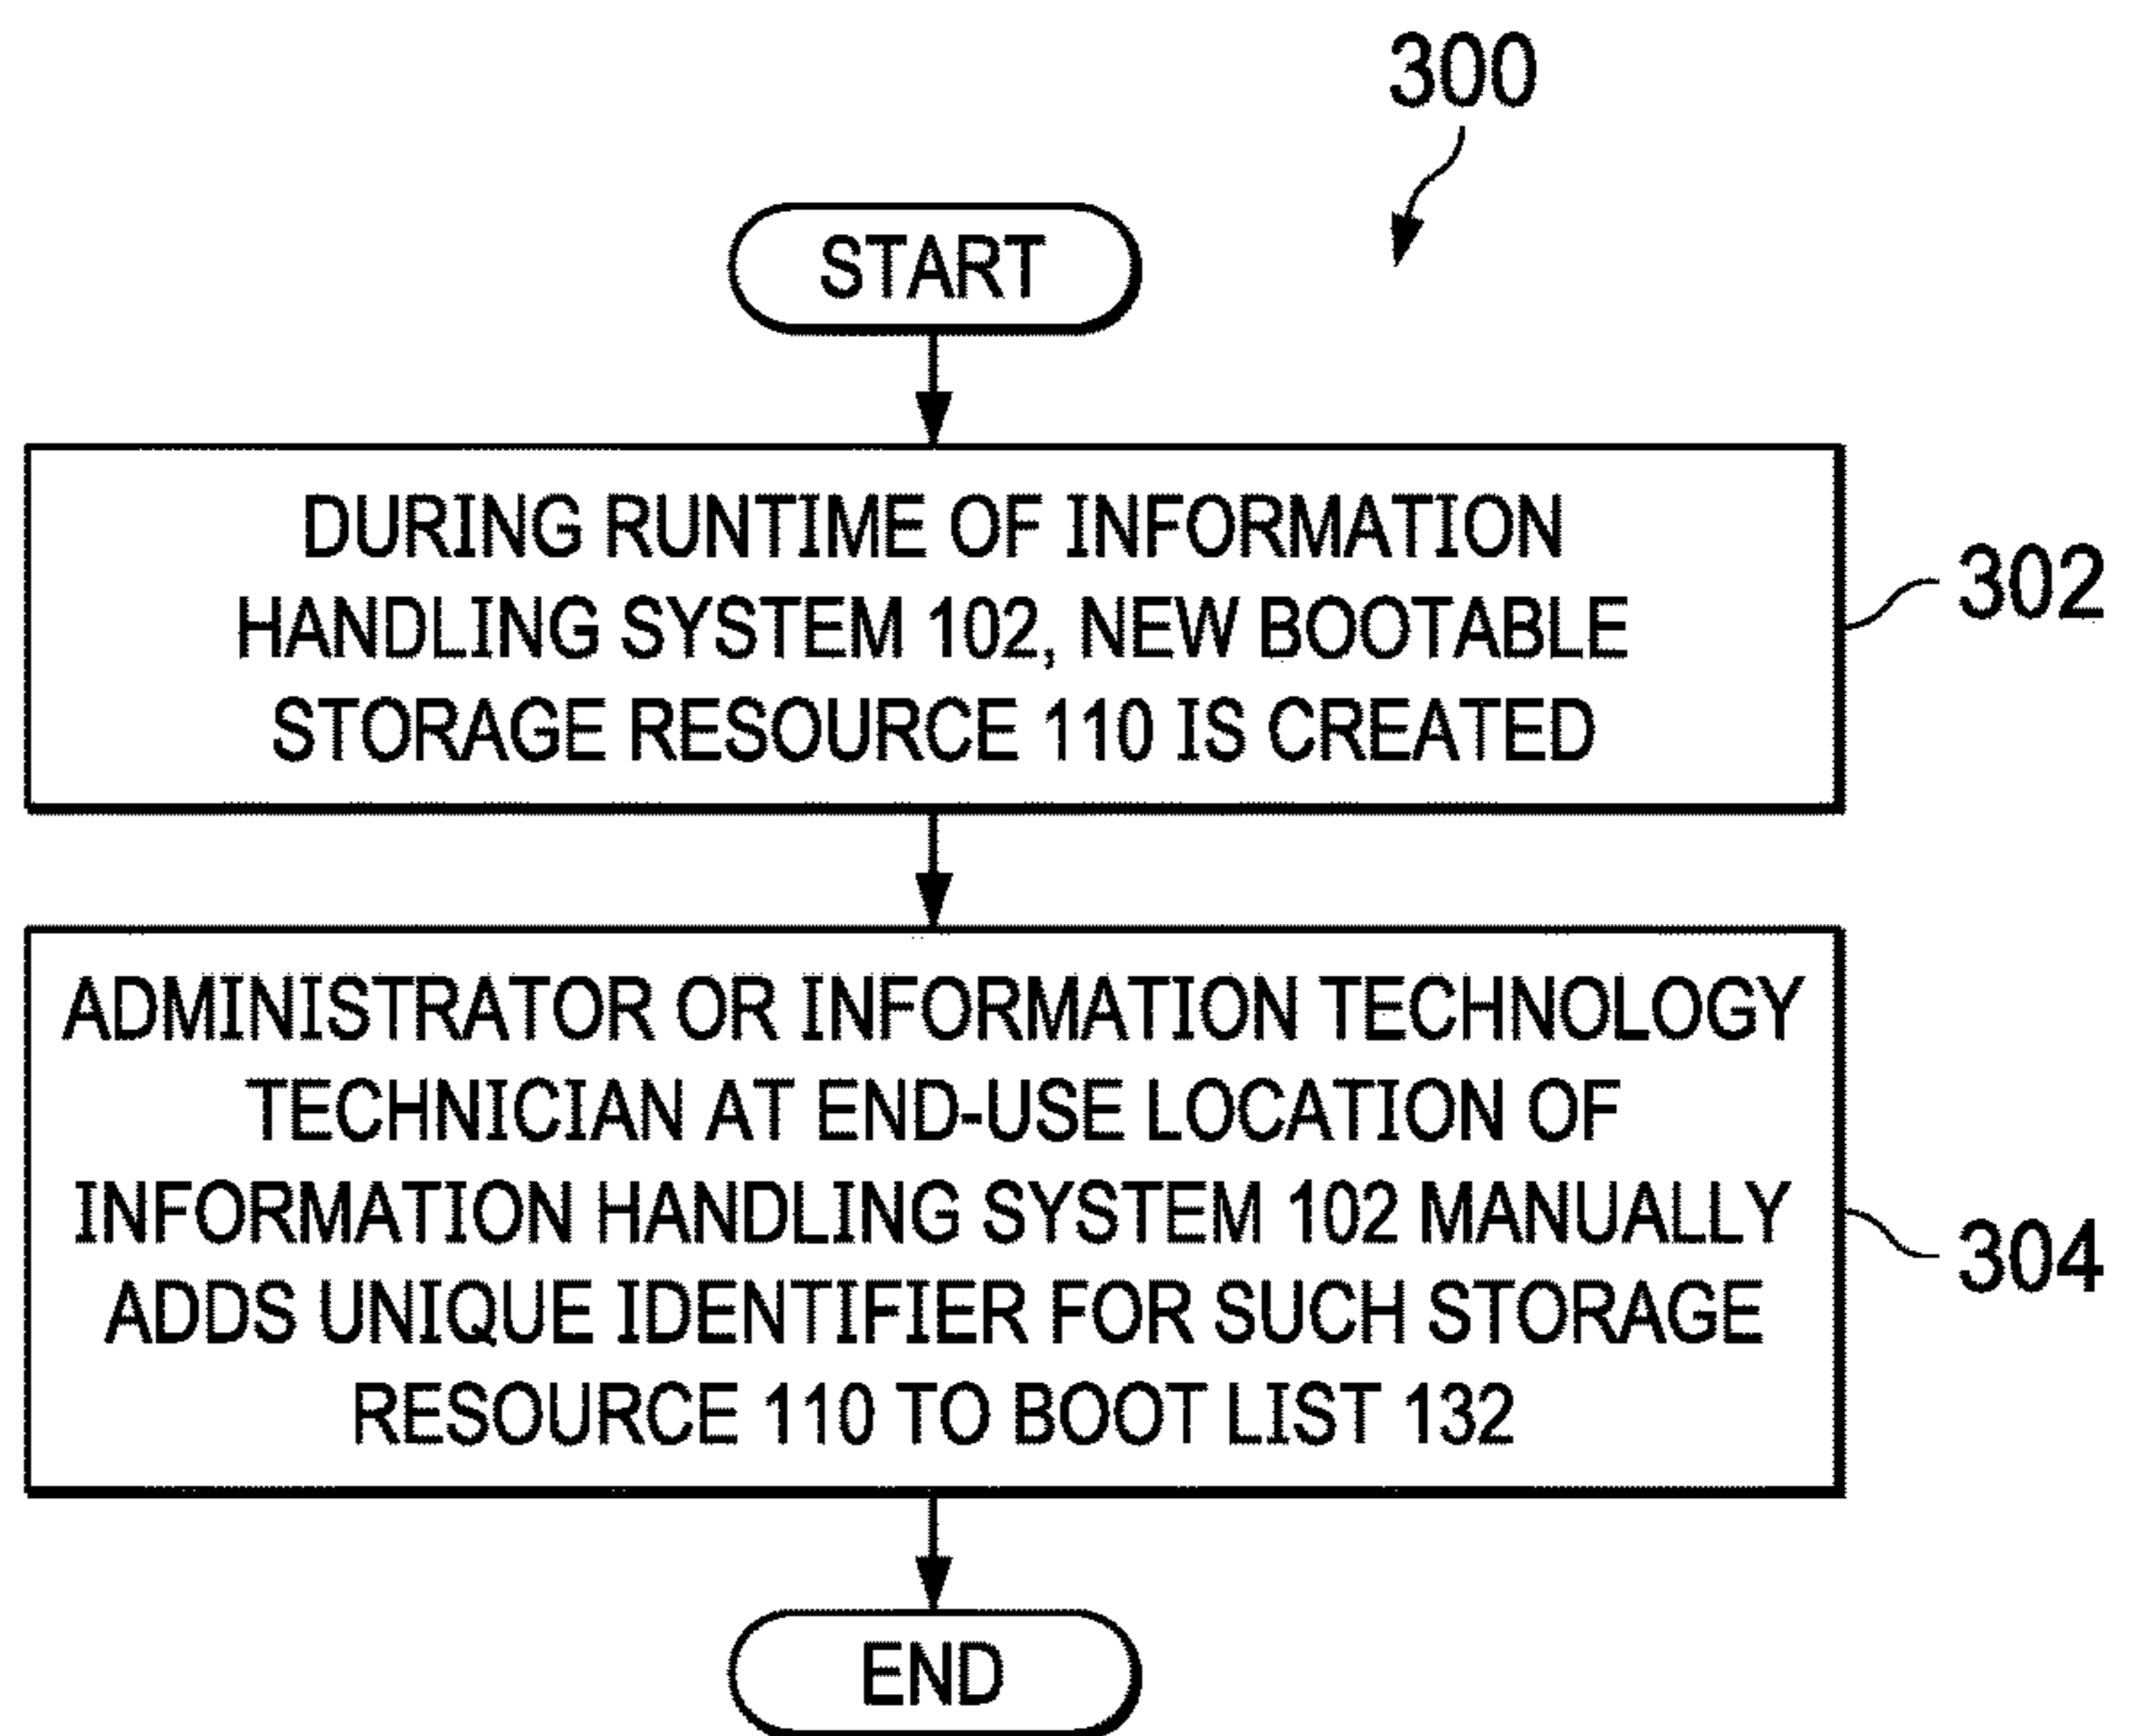 300
START
DURING RUNTIME OF INFORMATION
HANDLING SYSTEM 102, NEW BOOTABLE
STORAGE RESOURCE 110 IS CREATED
302
ADMINISTRATOR OR INFORMATION TECHNOLOGY
TECHNICIAN AT END-USE LOCATION OF
INFORMATION HANDLING SYSTEM 102 MANUALLY
ADDS UNIQUE IDENTIFIER FOR SUCH STORAGE
RESOURCE 110 TO BOOT LIST 132
304
END